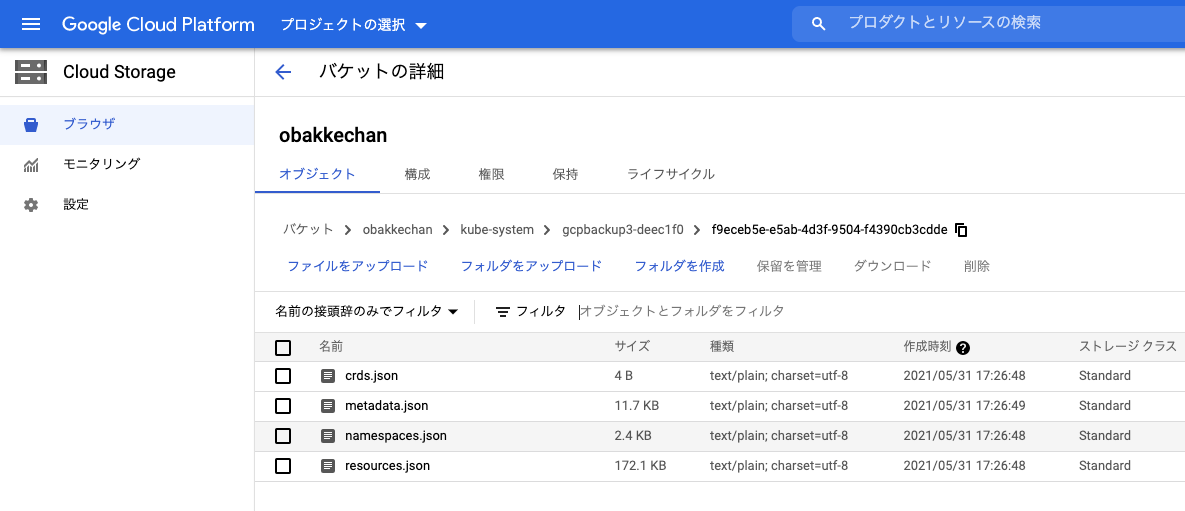 Google Cloud Platform プロジェクトの選択 プロダクトとリソースの検索
Cloud Storage
バケットの詳細
ブラウザ
モニタリング
設定
obakkechan
オブジェクト 構成 権限 保持 ライフサイクル
バケット > obakkechan > kube-system > gcpbackup3-deec1f0 > f9eceb5e-e5ab-4d3f-9504-f4390cb3cdde
ファイルをアップロード フォルダをアップロード フォルダを作成 保留を管理 ダウンロード 削除
名前の接頭辞のみでフィルタ フィルタ オブジェクトとフォルダをフィルタ
名前 サイズ 種類 作成時刻 ? ストレージ クラス
crds.json 4 B text/plain; charset=utf-8 2021/05/31 17:26:48 Standard
metadata.json 11.7 KB text/plain; charset=utf-8 2021/05/31 17:26:49 Standard
namespaces.json 2.4 KB text/plain; charset=utf-8 2021/05/31 17:26:48 Standard
resources.json 172.1 KB text/plain; charset=utf-8 2021/05/31 17:26:48 Standard